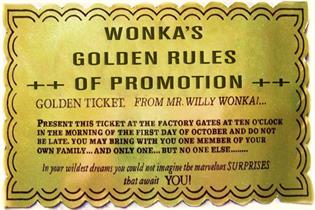 WONKA'S
GOLDEN RULES
++ OF PROMOTION ++
GOLDEN TICKET. FROM MR. WILLY WONKA!...
PRESENT THIS TICKET AT THE FACTORY GATES AT TEN O'CLOCK
IN THE MORNING OF THE FIRST DAY OF OCTOBER AND DO NOT
BE LATE. YOU MAY BRING WITH YOU ONE MEMBER OF YOUR
OWN FAMILY...AND ONLY ONE... BUT NO ONE ELSE........
In your wildest dreams you could not imagine the marvelous SURPRISES
that await YOU!